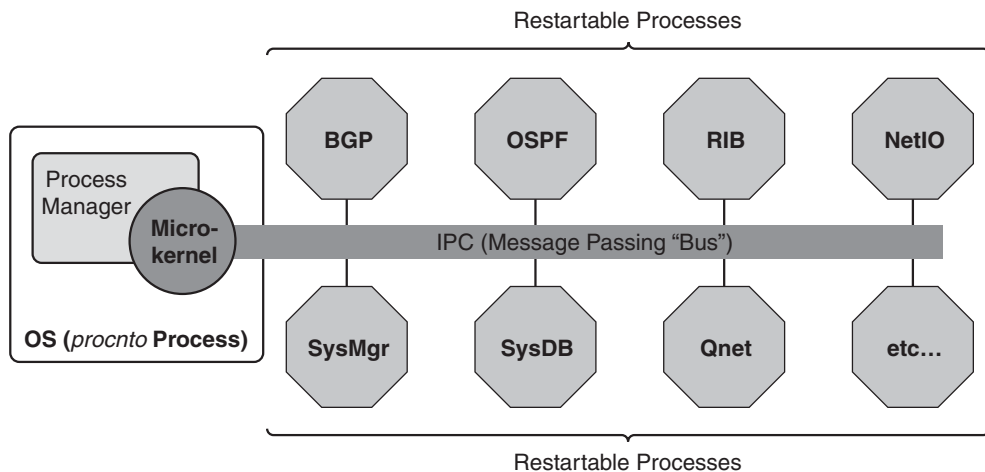 Restartable Processes
BGP
OSPF
RIB
NetIO
Process
Manager
Micro-
kernel
IPC (Message Passing “Bus”)
OS (procnto Process)
SysMgr
SysDB
Qnet
etc...
Restartable Processes